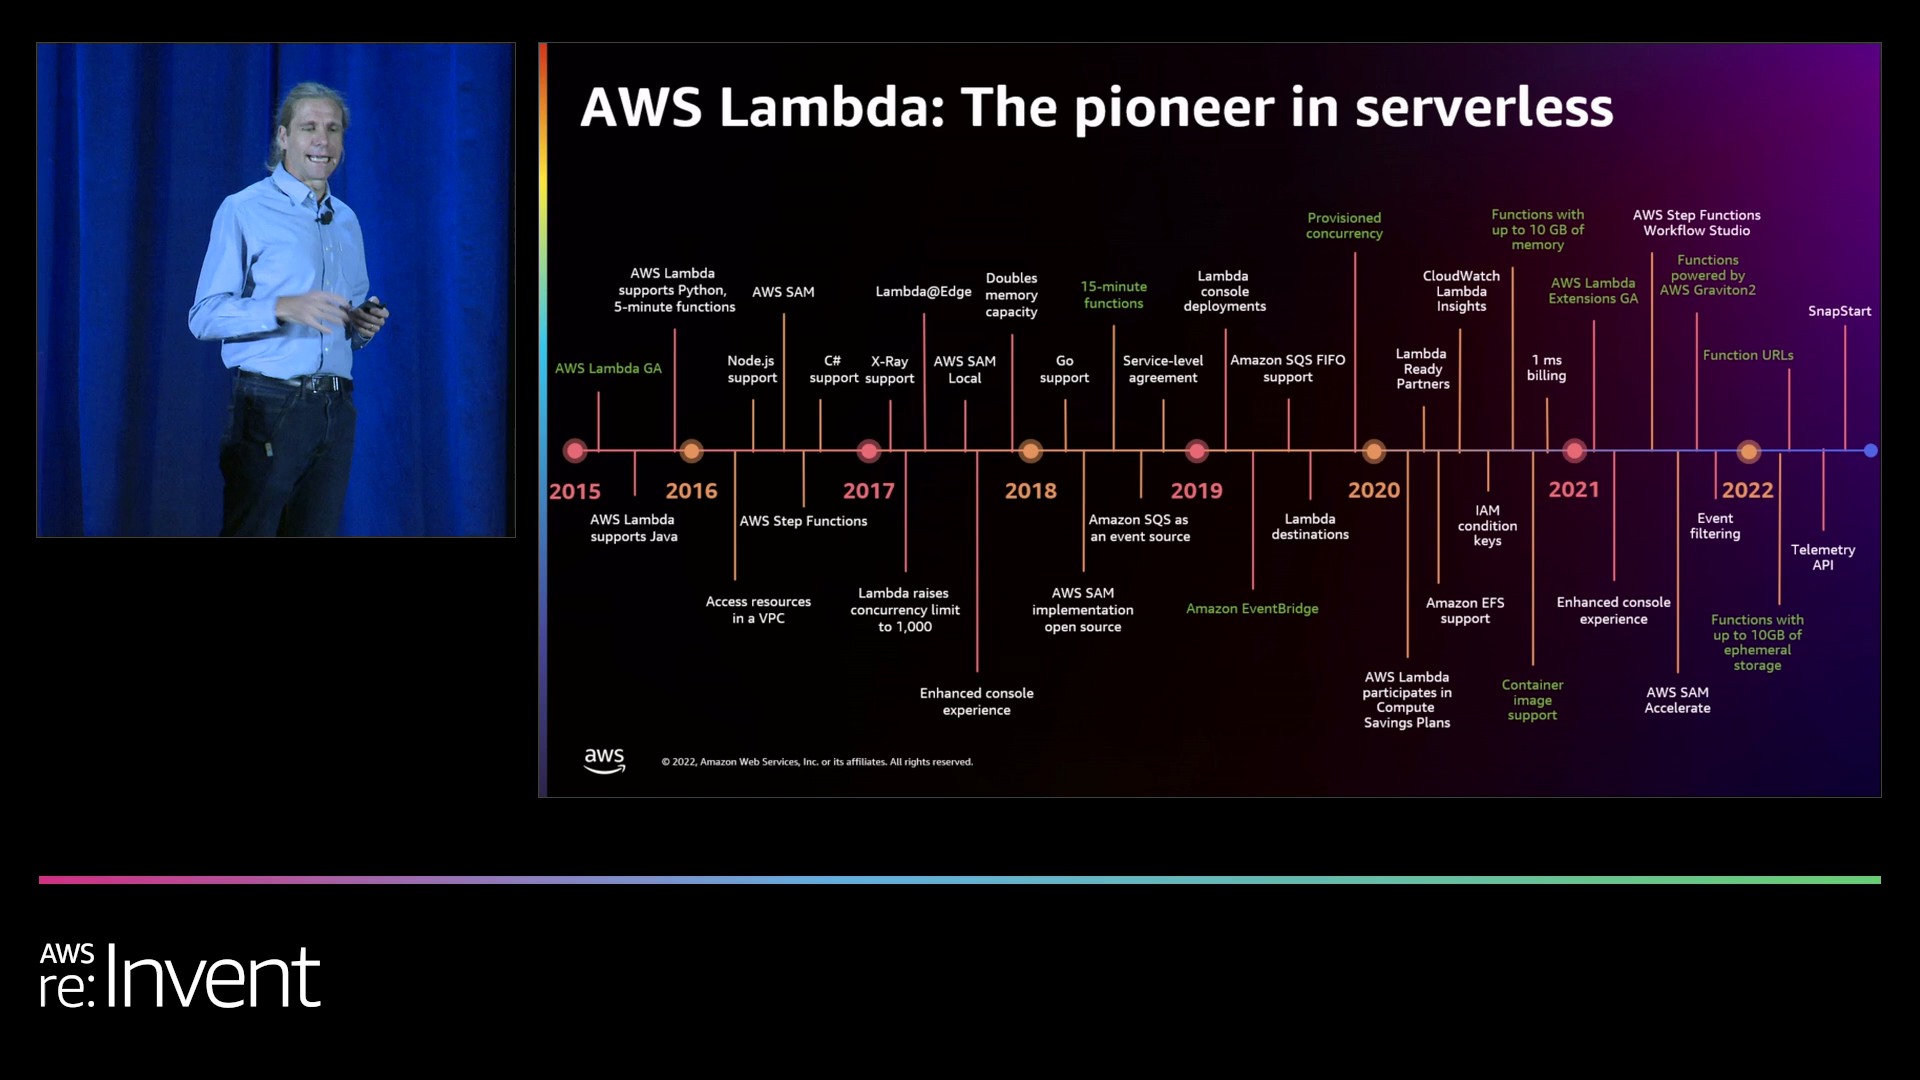 AWS Lambda: The pioneer in serverless
Provisioned
concurrency
Functions with
up to 10 GB of
memory
AWS Step Functions
Workflow Studio
AWS Lambda
supports Python,
5-minute functions
AWS SAM
Lambda@Edge
Doubles
memory
capacity
15-minute
functions
Lambda
console
deployments
CloudWatch
Lambda
Insights
AWS Lambda
Extensions GA
Functions
powered by
AWS Graviton2
SnapStart
AWS Lambda GA
Node.js
support
C#
support
X-Ray
support
AWS SAM
Local
Go
support
Service-level
agreement
Amazon SQS FIFO
support
Lambda
Ready
Partners
1 ms
billing
Function URLs
2015
2016
2017
2018
2019
2020
2021
2022
AWS Lambda
supports Java
AWS Step Functions
Amazon SQS as
an event source
Lambda
destinations
IAM
condition
keys
Event
filtering
Telemetry
API
Access resources
in a VPC
Lambda raises
concurrency limit
to 1,000
AWS SAM
implementation
open source
Amazon EventBridge
Amazon EFS
support
Enhanced console
experience
Functions with
up to 10GB of
ephemeral
storage
Enhanced console
experience
AWS Lambda
participates in
Compute
Savings Plans
Container
image
support
AWS SAM
Accelerate
aws
© 2022, Amazon Web Services, Inc. or its affiliates. All rights reserved.
AWS
re:Invent